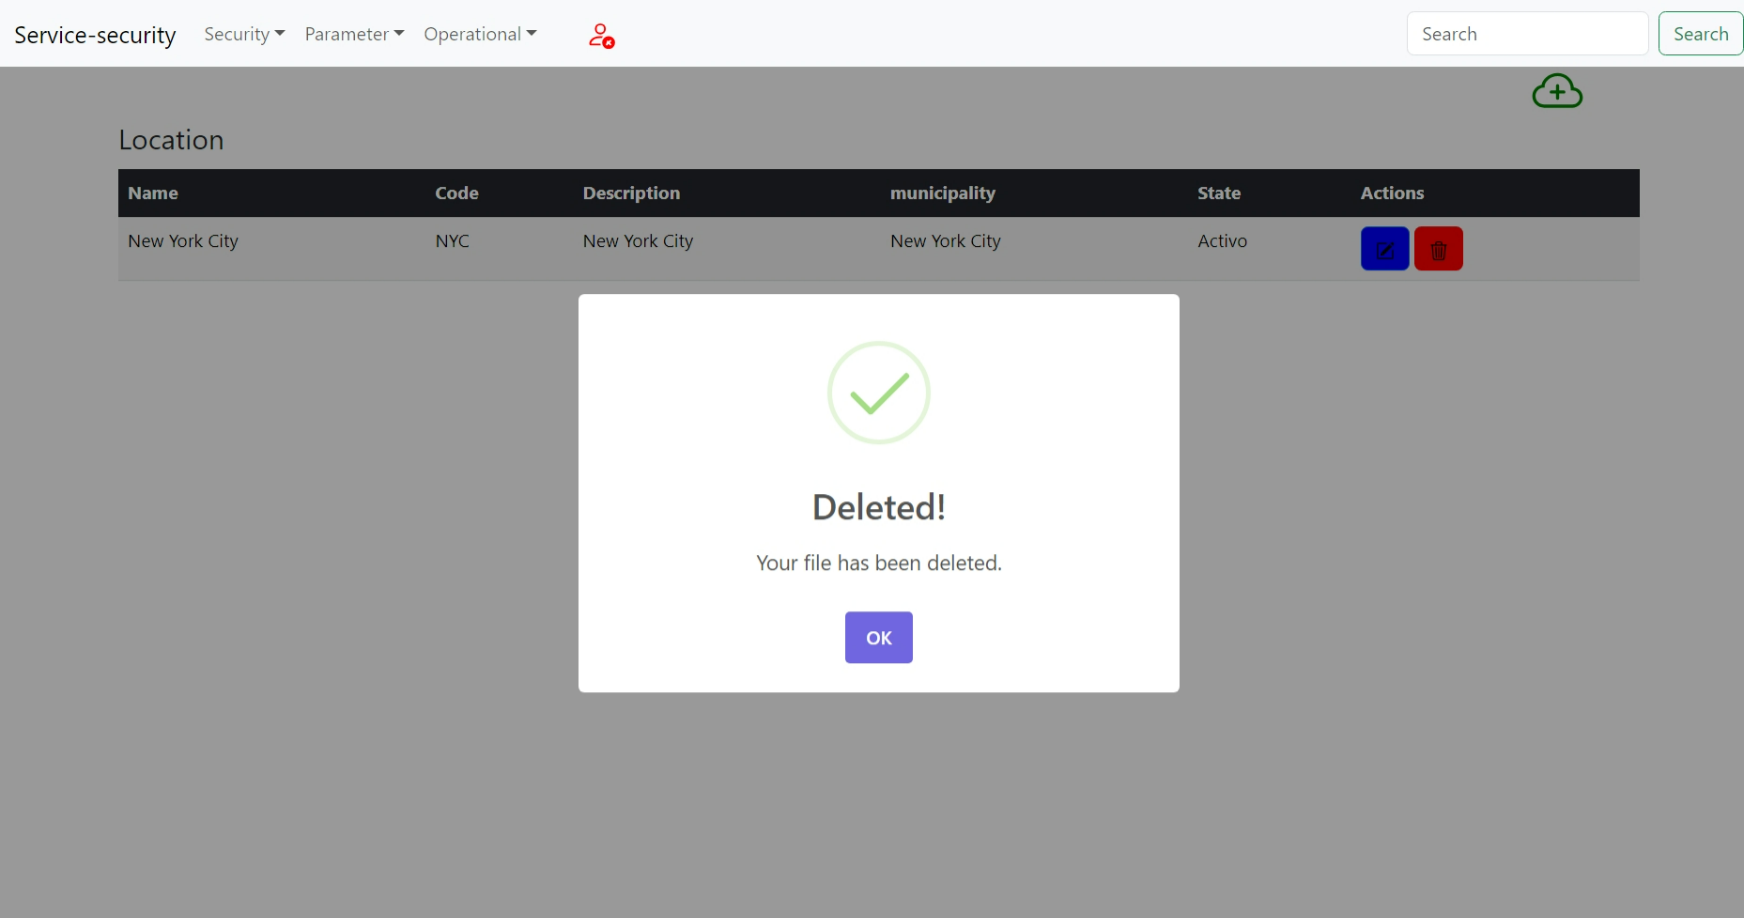 Service-security Security Parameter Operational Search Search
Location
Name Code Description municipality State Actions
New York City NYC New York City New York City Activo
Deleted!
Your file has been deleted.
OK